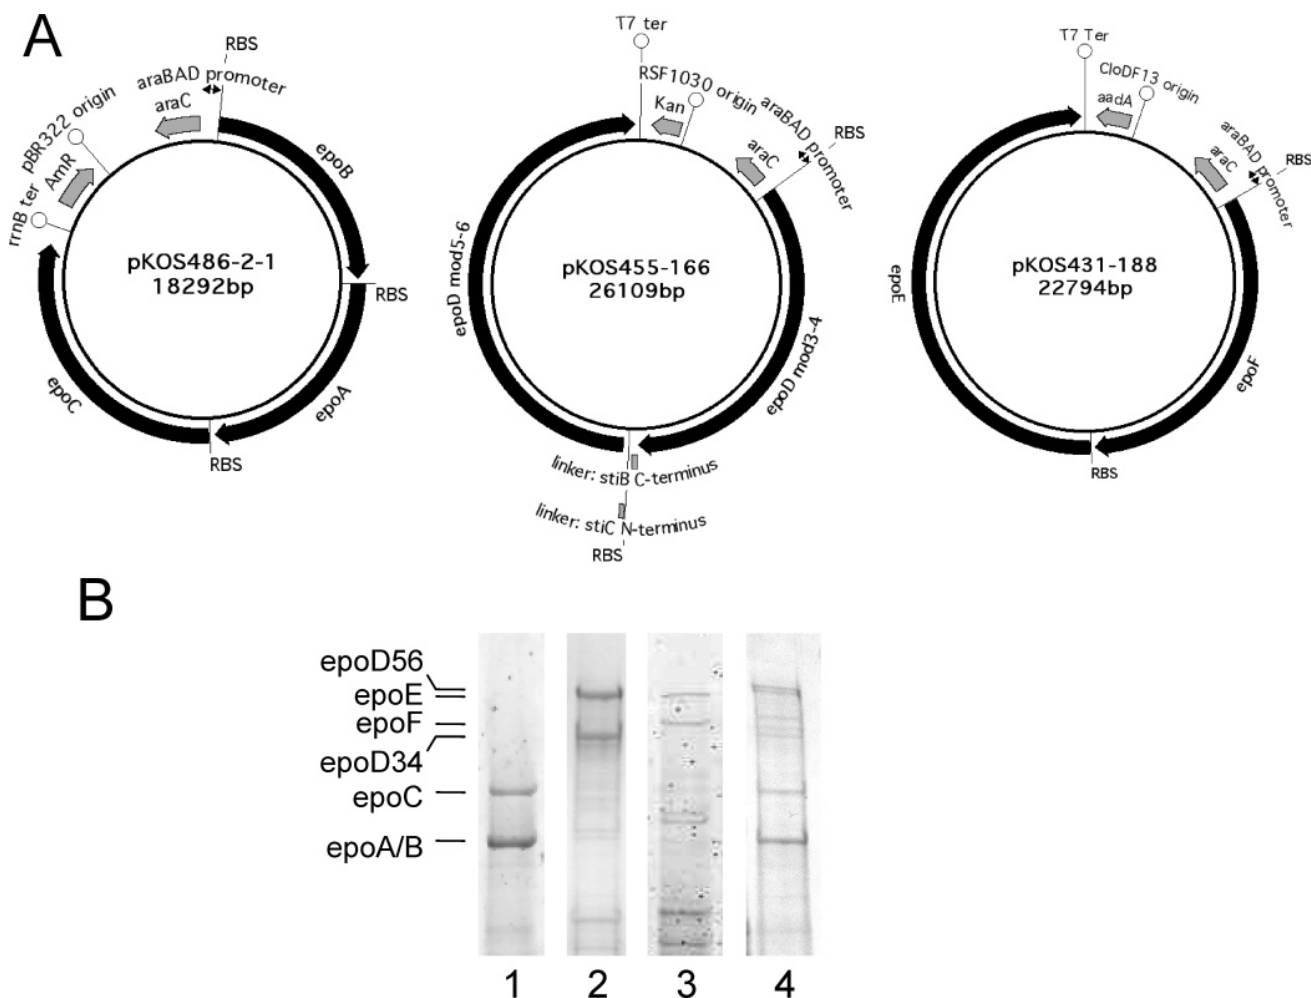 A
RBS
araBAD promoter
araC
pBR322 origin
AmR
rrnB ter
epoB
pKOS486-2-1
18292bp
RBS
epoC
epoA
RBS
T7 ter
RSF1030 origin
Kan
araBAD promoter
RBS
araC
epoD mod5-6
pKOS455-166
26109bp
epoD mod3-4
linker: stiB C-terminus
linker: stiC N-terminus
RBS
T7 Ter
CloDF13 origin
aadA
araBAD promoter
RBS
araC
epoE
pKOS431-188
22794bp
epoF
RBS
B
epoD56
epoE
epoF
epoD34
epoC
epoA/B
1 2 3 4